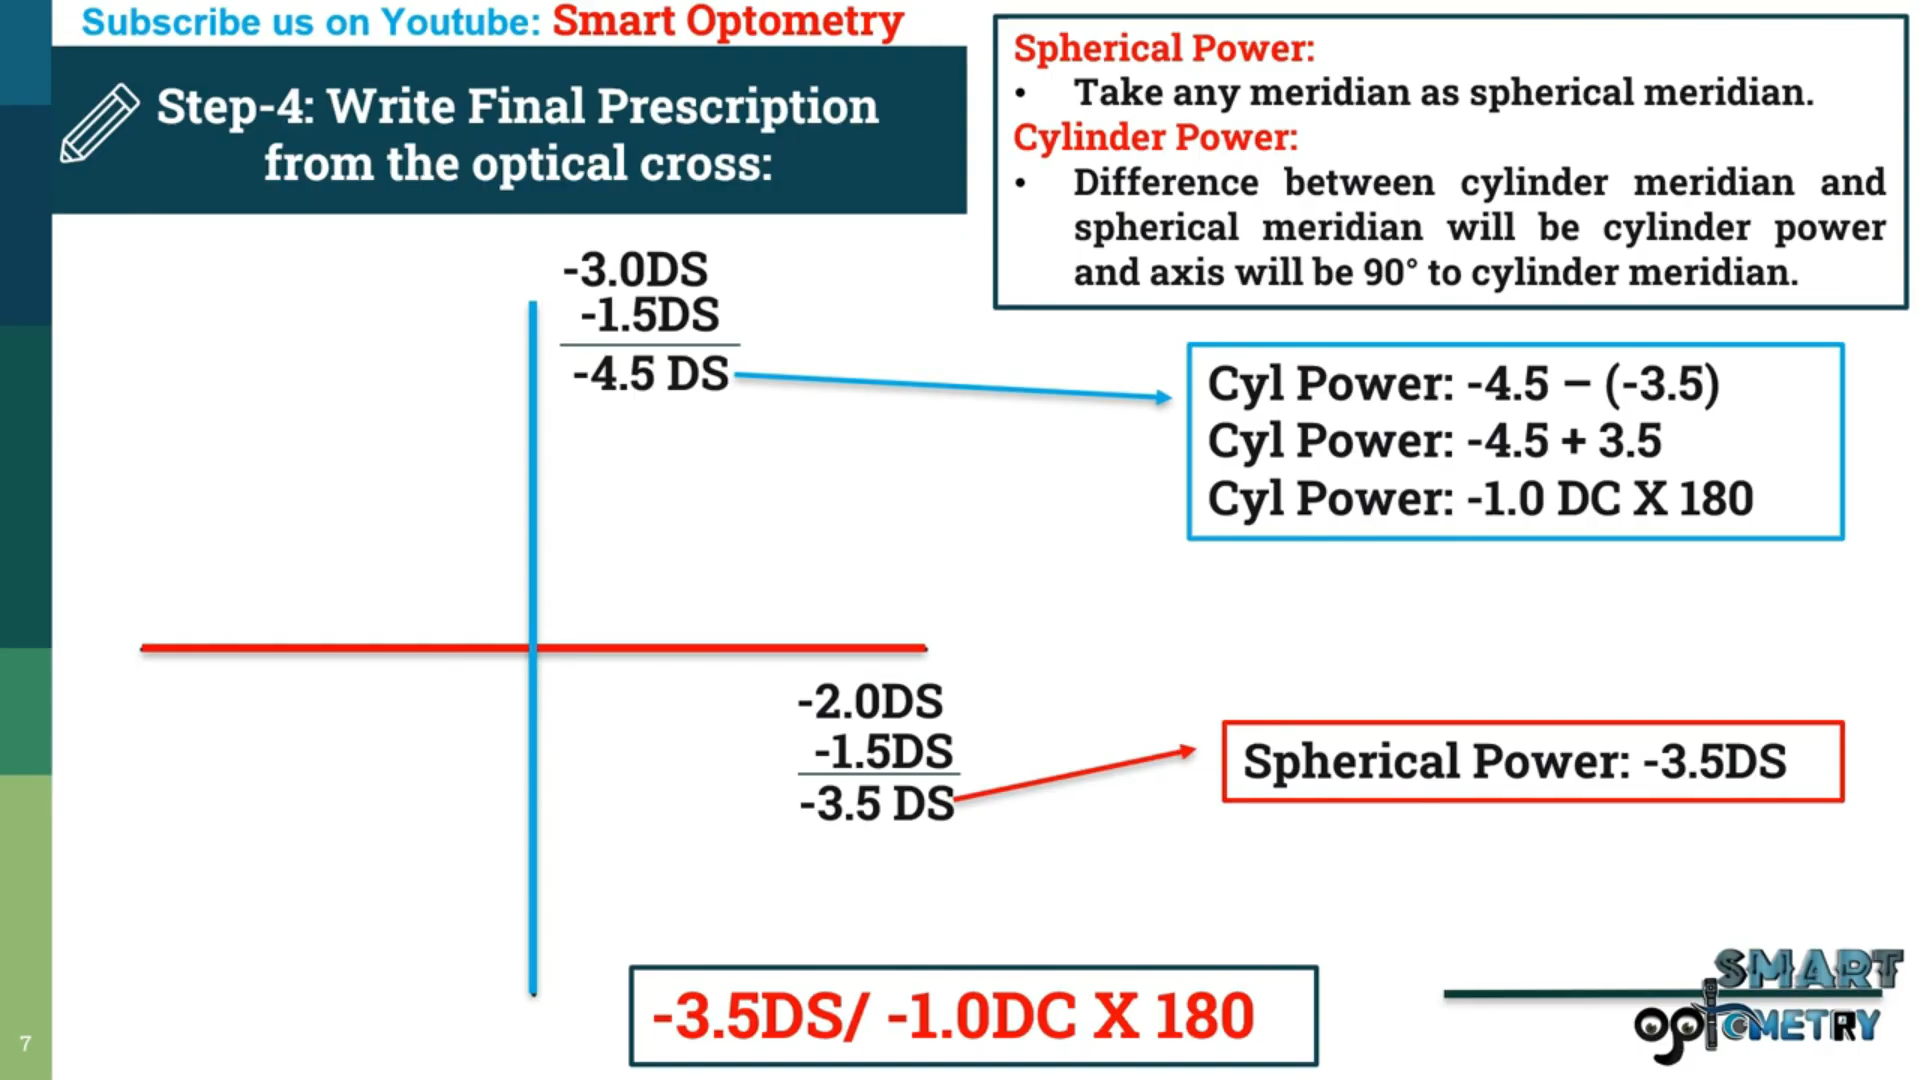 Subscribe us on Youtube: Smart Optometry
Step-4: Write Final Prescription
from the optical cross:
Spherical Power:
• Take any meridian as spherical meridian.
Cylinder Power:
• Difference between cylinder meridian and
spherical meridian will be cylinder power
and axis will be 90° to cylinder meridian.
-3.0DS
-1.5DS
-4.5 DS
Cyl Power: -4.5 – (-3.5)
Cyl Power: -4.5 + 3.5
Cyl Power: -1.0 DC X 180
-2.0DS
-1.5DS
-3.5 DS
Spherical Power: -3.5DS
-3.5DS/ -1.0DC X 180
SMART
OPTOMETRY
7